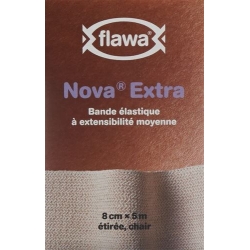 flawa®
Nova® Extra
Bande élastique
à extensibilité moyenne
8 cm × 5 m
étirée, chair